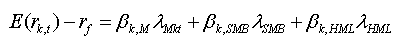 E(r_{k,t}) - r_f = β_{k,M} λ_{Mkt} + β_{k,SMB} λ_{SMB} + β_{k,HML} λ_{HML}